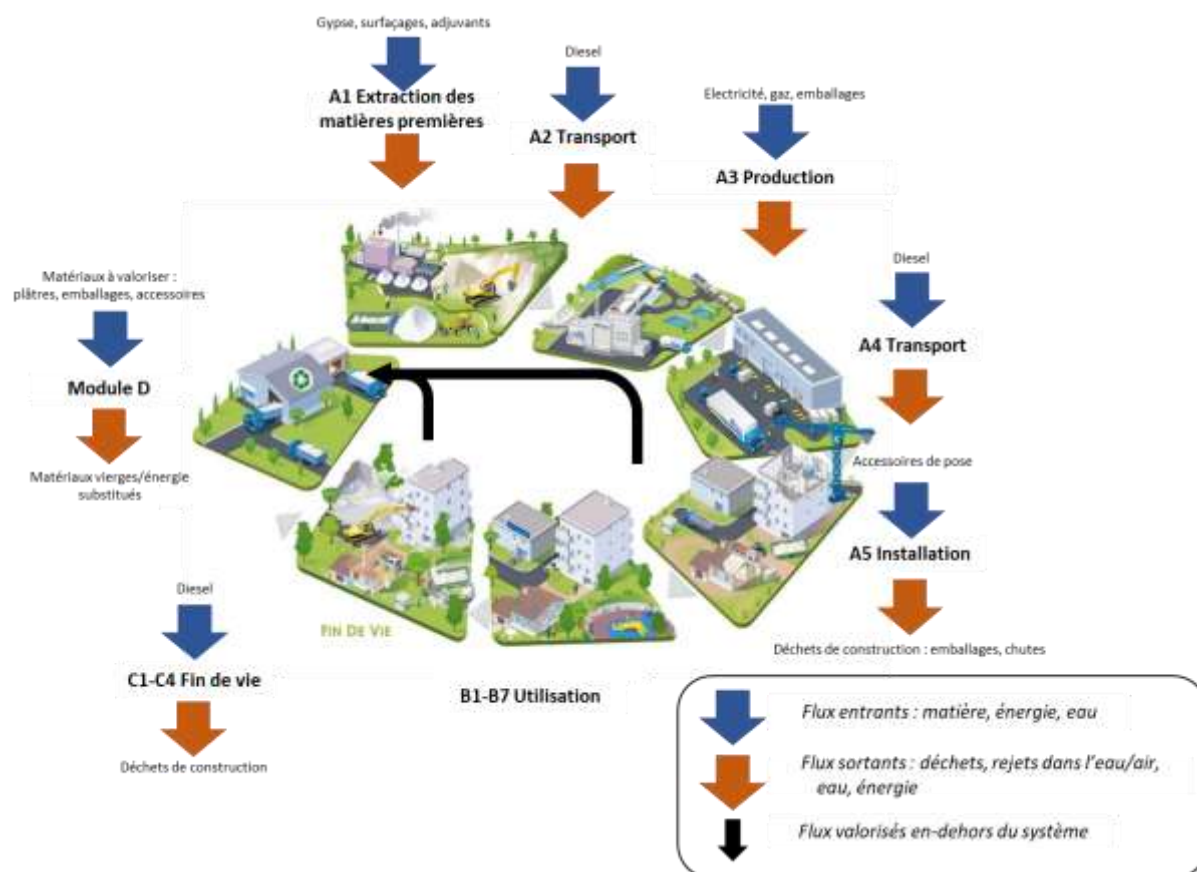 Gypse, surfaçages, adjuvants
A1 Extraction des
matières premières
Diesel
A2 Transport
Electricité, gaz, emballages
A3 Production
Diesel
A4 Transport
Accessoires de pose
A5 Installation
Déchets de construction : emballages, chutes
Matériaux à valoriser :
plâtres, emballages, accessoires
Module D
Matériaux vierges/énergie
substitués
FIN DE VIE
Diesel
C1-C4 Fin de vie
Déchets de construction
B1-B7 Utilisation
Flux entrants : matière, énergie, eau
Flux sortants : déchets, rejets dans l'eau/air,
eau, énergie
Flux valorisés en-dehors du système